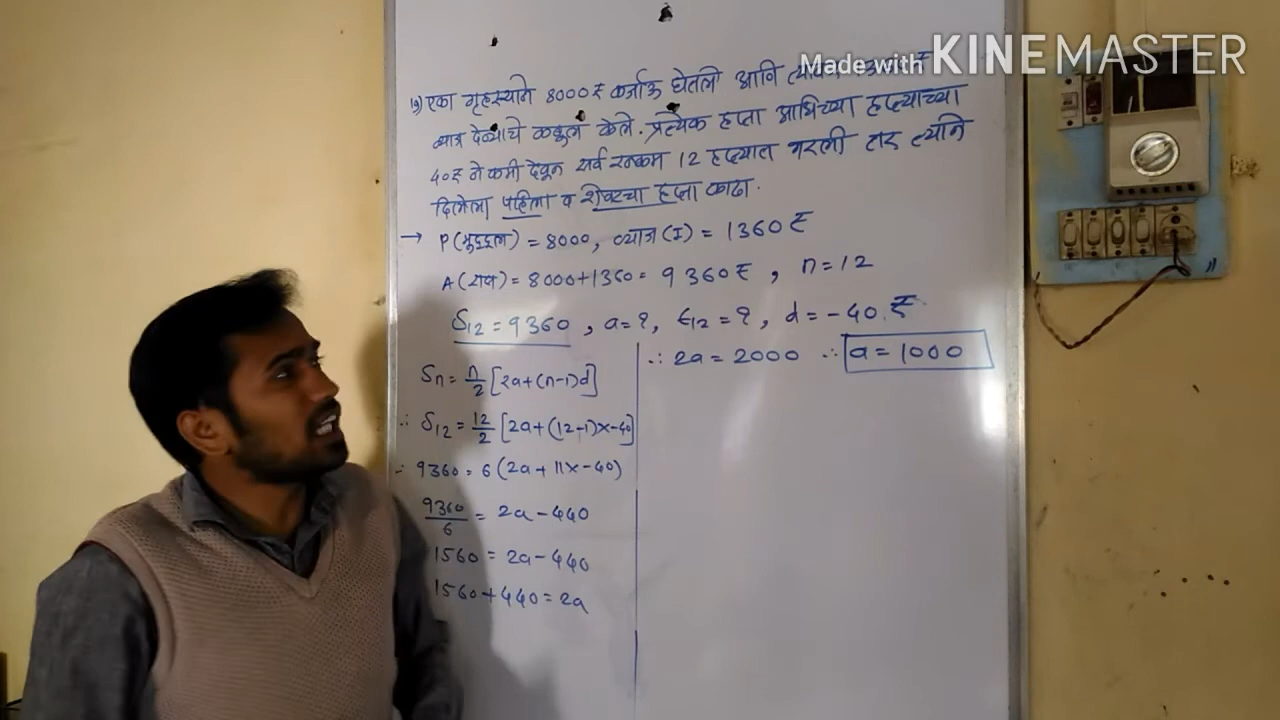 Made with KINEMASTER
७) एका गृहस्थाने 8000 ₹ कर्जाऊ घेतले आणि त्यावर
व्याज देण्याचे कबूल केले. प्रत्येक हप्ता आधिच्या हप्त्याच्या
40 ₹ ने कमी देवून सर्व रक्कम 12 हप्त्यात भरली तर त्याने
दिलेला पहिला व शेवटचा हप्ता काढा.
→ P(मुद्दल) = 8000, व्याज (I) = 1360 ₹
A(राश) = 8000+1360 = 9360 ₹, n = 12
S12 = 9360, a = ?, t12 = ?, d = -40 ₹
Sn = n/2 [2a+(n-1)d]
∴ S12 = 12/2 [2a+(12-1)x-40]
∴ 9360 = 6 (2a+11x-40)
9360/6 = 2a-440
1560 = 2a-440
1560+440 = 2a
∴ 2a = 2000 ∴ a = 1000